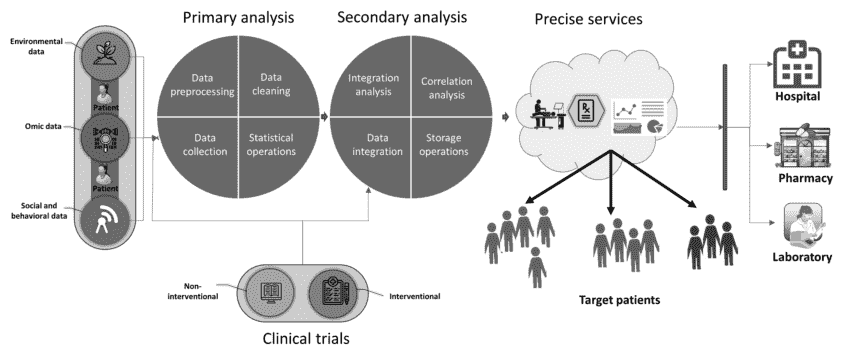 Primary analysis
Secondary analysis
Precise services
Environmental
data
Patient
Omic data
Patient
Social and
behavioral data
Data
preprocessing
Data
cleaning
Data
collection
Statistical
operations
Integration
analysis
Correlation
analysis
Data
integration
Storage
operations
Rx
Hospital
Pharmacy
Laboratory
Target patients
Non-
interventional
Interventional
Clinical trials